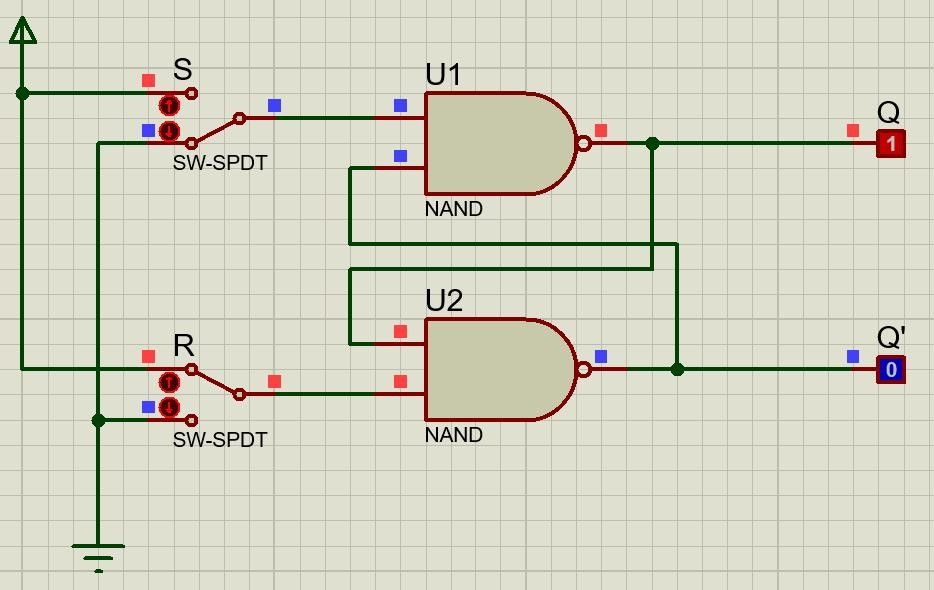 S
SW-SPDT
U1
NAND
Q
1
R
SW-SPDT
U2
NAND
Q'
0